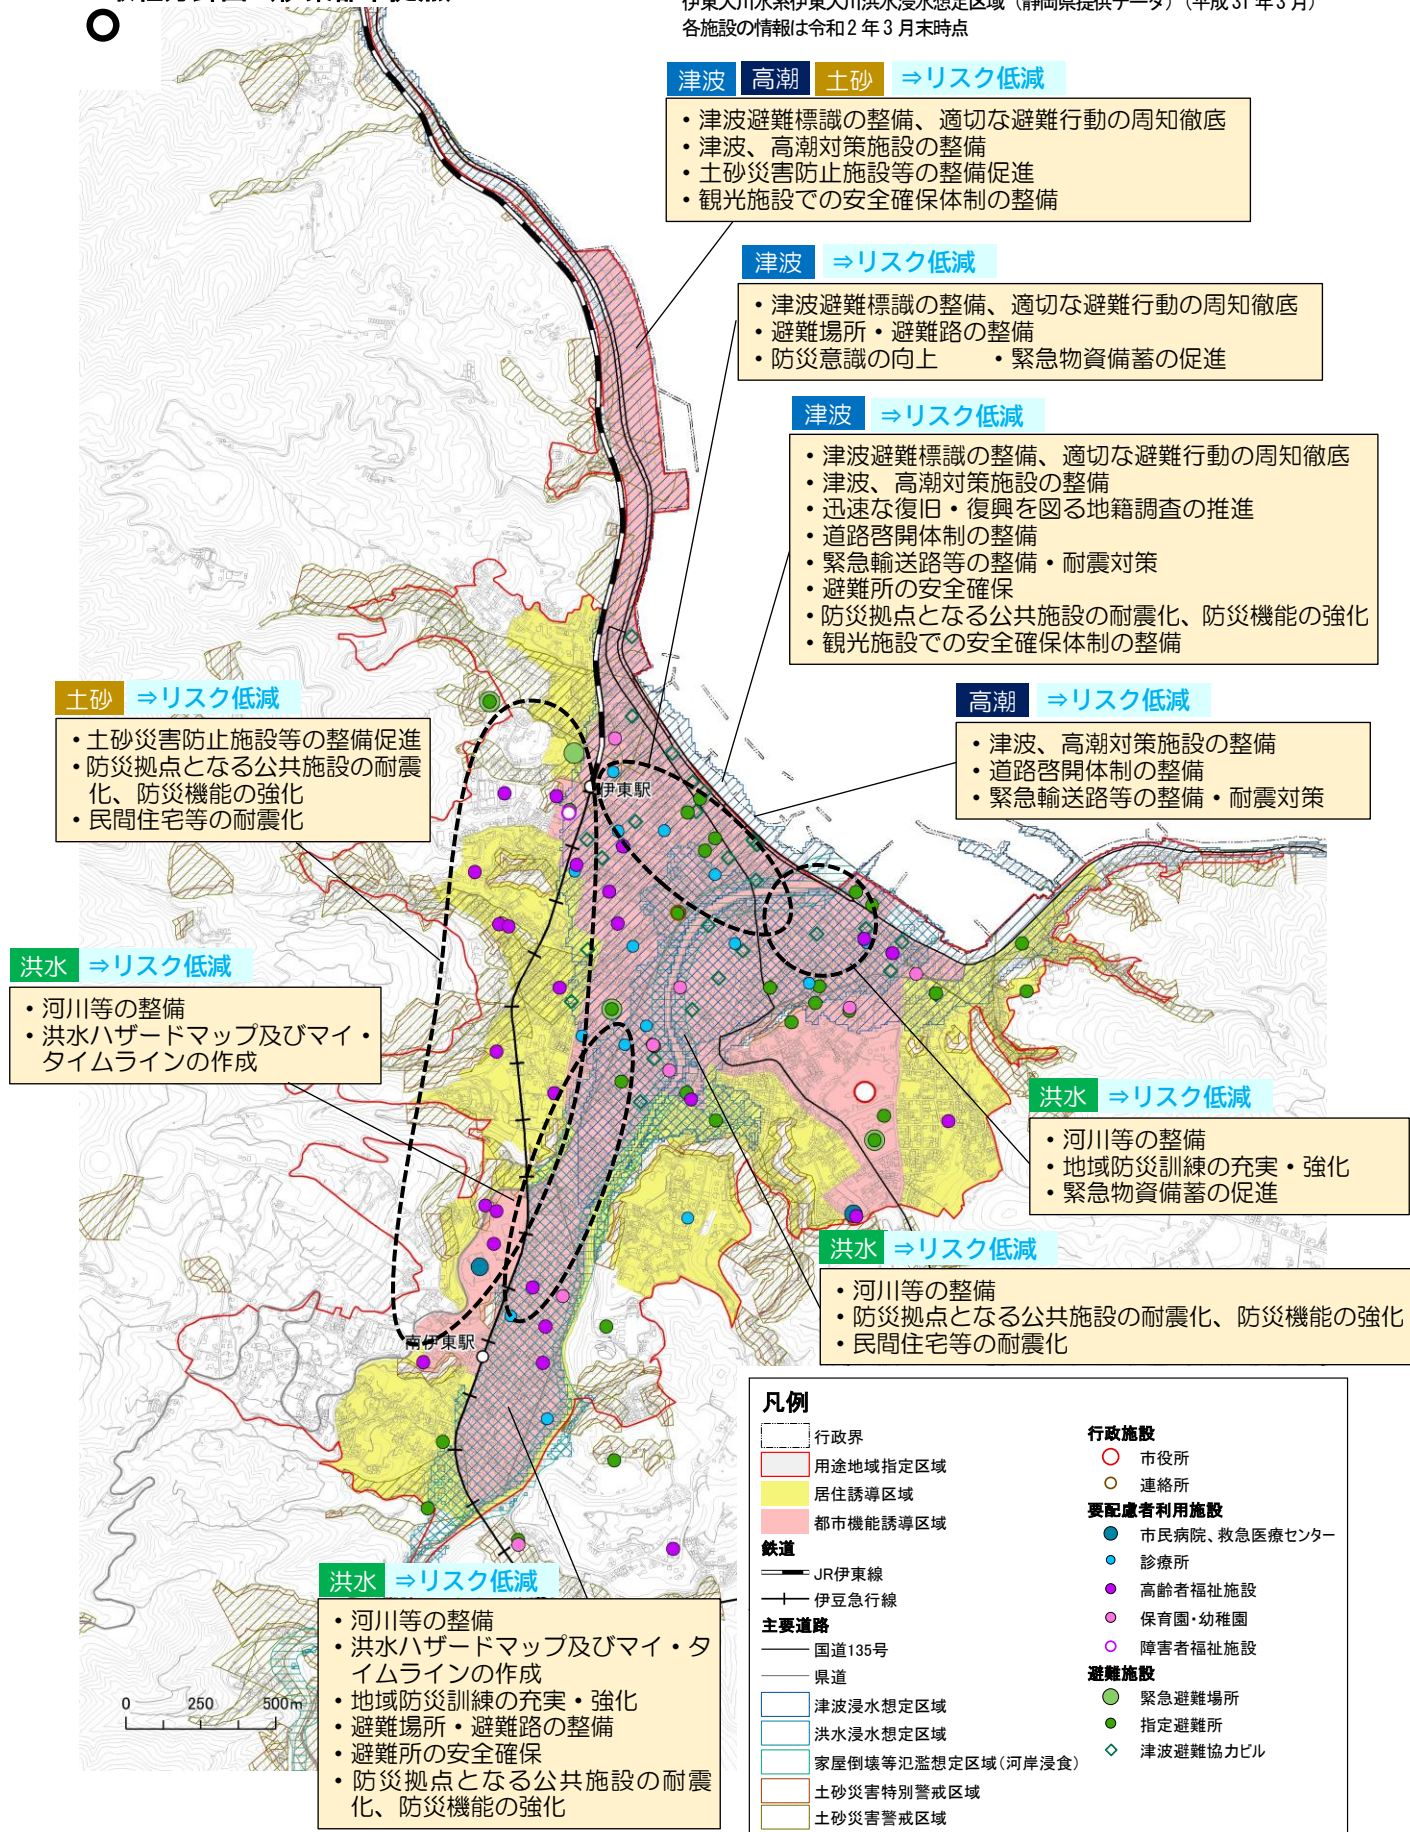 伊東大川水系伊東大川洪水浸水想定区域（静岡県提供データ）（平成31年3月）
各施設の情報は令和2年3月末時点
津波 高潮 土砂 ⇒リスク低減
・津波避難標識の整備、適切な避難行動の周知徹底
・津波、高潮対策施設の整備
・土砂災害防止施設等の整備促進
・観光施設での安全確保体制の整備
津波 ⇒リスク低減
・津波避難標識の整備、適切な避難行動の周知徹底
・避難場所・避難路の整備
・防災意識の向上 ・緊急物資備蓄の促進
津波 ⇒リスク低減
・津波避難標識の整備、適切な避難行動の周知徹底
・津波、高潮対策施設の整備
・迅速な復旧・復興を図る地籍調査の推進
・道路啓開体制の整備
・緊急輸送路等の整備・耐震対策
・避難所の安全確保
・防災拠点となる公共施設の耐震化、防災機能の強化
・観光施設での安全確保体制の整備
土砂 ⇒リスク低減
・土砂災害防止施設等の整備促進
・防災拠点となる公共施設の耐震
化、防災機能の強化
・民間住宅等の耐震化
高潮 ⇒リスク低減
・津波、高潮対策施設の整備
・道路啓開体制の整備
・緊急輸送路等の整備・耐震対策
伊東駅
洪水 ⇒リスク低減
・河川等の整備
・洪水ハザードマップ及びマイ・
タイムラインの作成
洪水 ⇒リスク低減
・河川等の整備
・地域防災訓練の充実・強化
・緊急物資備蓄の促進
洪水 ⇒リスク低減
・河川等の整備
・防災拠点となる公共施設の耐震化、防災機能の強化
・民間住宅等の耐震化
南伊東駅
洪水 ⇒リスク低減
・河川等の整備
・洪水ハザードマップ及びマイ・タ
イムラインの作成
・地域防災訓練の充実・強化
・避難場所・避難路の整備
・避難所の安全確保
・防災拠点となる公共施設の耐震
化、防災機能の強化
0 250 500m
凡例
行政界
用途地域指定区域
居住誘導区域
都市機能誘導区域
鉄道
JR伊東線
伊豆急行線
主要道路
国道135号
県道
津波浸水想定区域
洪水浸水想定区域
家屋倒壊等氾濫想定区域(河岸浸食)
土砂災害特別警戒区域
土砂災害警戒区域
行政施設
市役所
連絡所
要配慮者利用施設
市民病院、救急医療センター
診療所
高齢者福祉施設
保育園・幼稚園
障害者福祉施設
避難施設
緊急避難場所
指定避難所
津波避難協力ビル